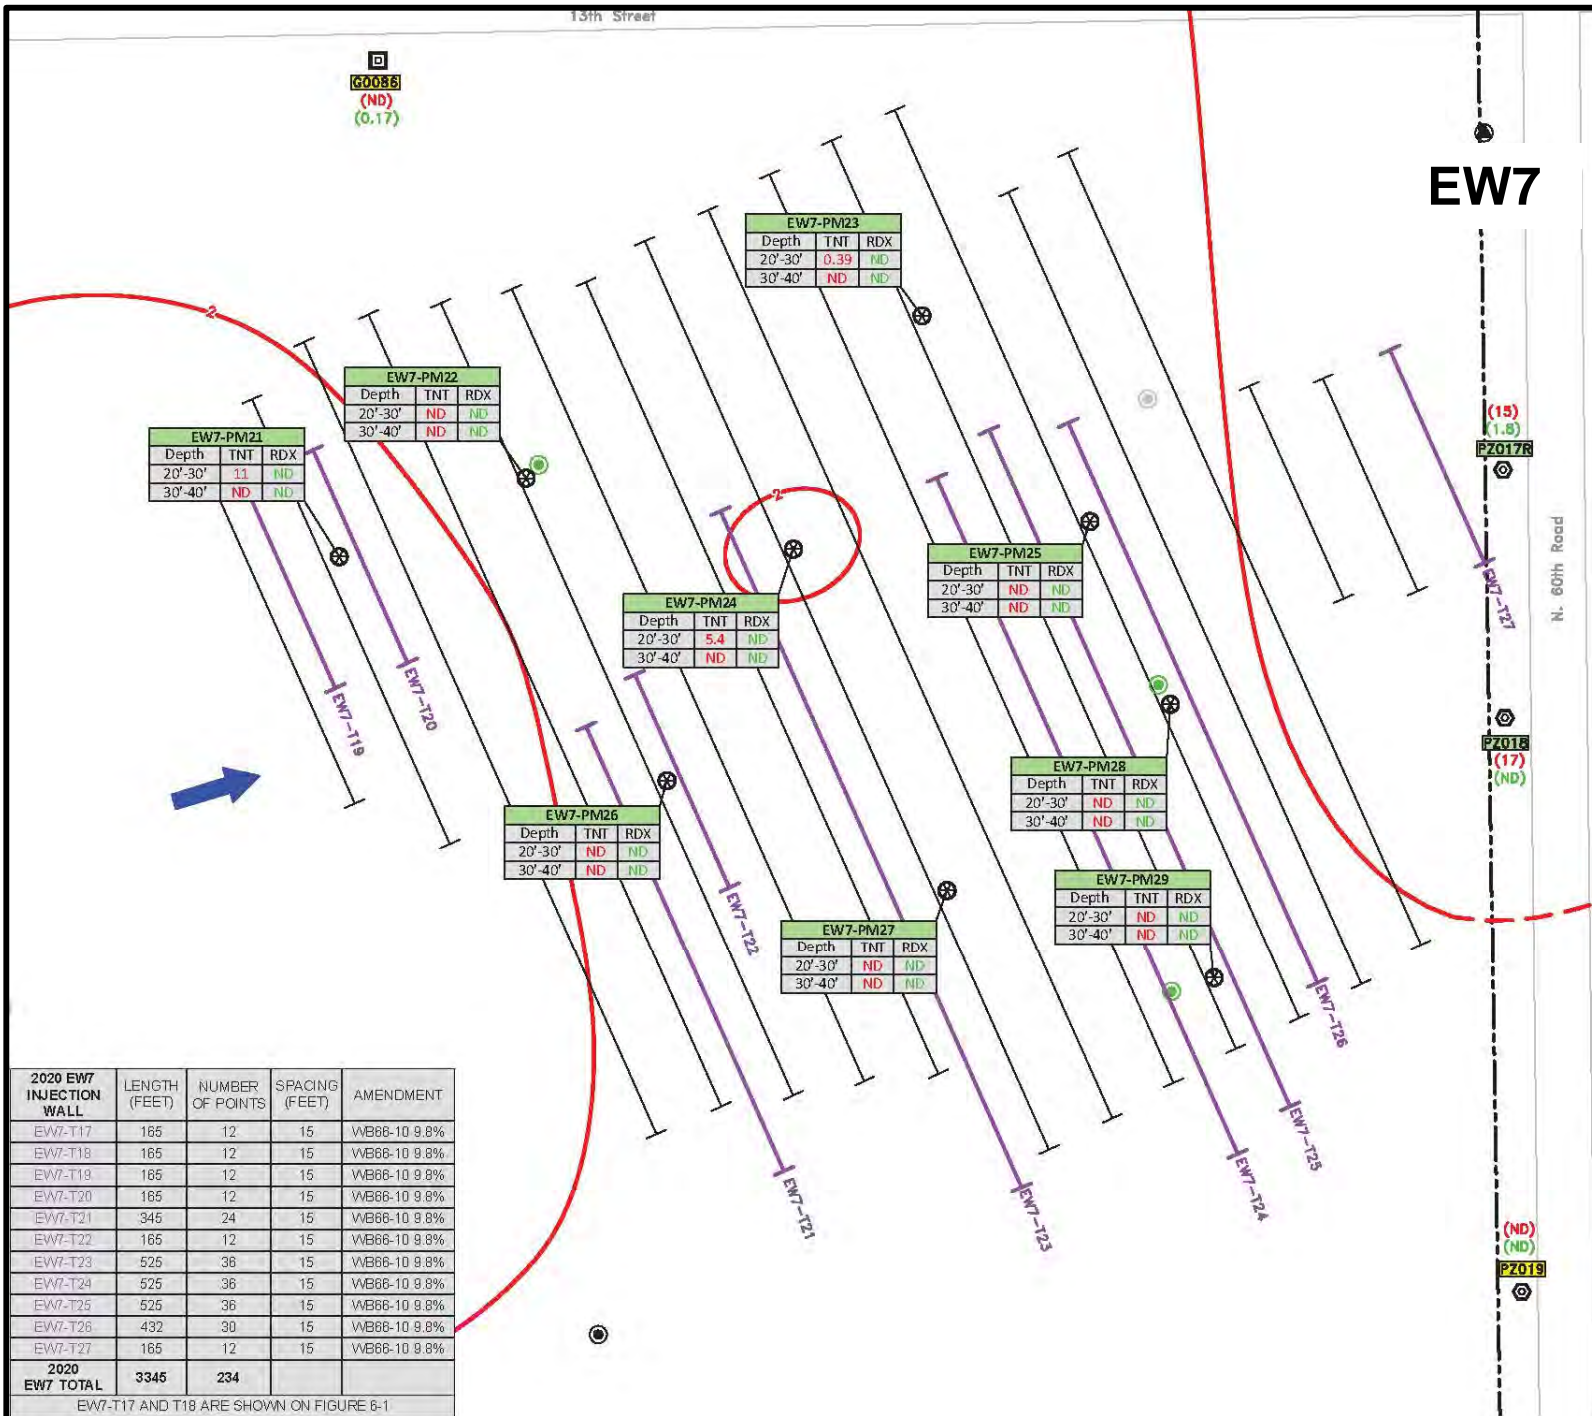 13th Street
G0086
(ND)
(0.17)
EW7
EW7-PM23
Depth TNT RDX
20'-30' 0.39 ND
30'-40' ND ND
2
EW7-PM22
Depth TNT RDX
20'-30' ND ND
30'-40' ND ND
EW7-PM21
Depth TNT RDX
20'-30' 11 ND
30'-40' ND ND
(15)
(1.8)
PZ017R
2
EW7-PM25
Depth TNT RDX
20'-30' ND ND
30'-40' ND ND
EW7-PM24
Depth TNT RDX
20'-30' 5.4 ND
30'-40' ND ND
EW7-T27
N. 60th Road
EW7-T19
EW7-T20
PZ018
(17)
(ND)
EW7-PM28
Depth TNT RDX
20'-30' ND ND
30'-40' ND ND
EW7-PM26
Depth TNT RDX
20'-30' ND ND
30'-40' ND ND
EW7-T22
EW7-PM29
Depth TNT RDX
20'-30' ND ND
30'-40' ND ND
EW7-PM27
Depth TNT RDX
20'-30' ND ND
30'-40' ND ND
EW7-T26
EW7-T25
EW7-T24
EW7-T23
EW7-T21
(ND)
(ND)
PZ019
2020 EW7 INJECTION WALL LENGTH (FEET) NUMBER OF POINTS SPACING (FEET) AMENDMENT
EW7-T17 165 12 15 WB66-10 9.8%
EW7-T18 165 12 15 WB66-10 9.8%
EW7-T19 165 12 15 WB66-10 9.8%
EW7-T20 165 12 15 WB66-10 9.8%
EW7-T21 345 24 15 WB66-10 9.8%
EW7-T22 165 12 15 WB66-10 9.8%
EW7-T23 525 36 15 WB66-10 9.8%
EW7-T24 525 36 15 WB66-10 9.8%
EW7-T25 525 36 15 WB66-10 9.8%
EW7-T26 432 30 15 WB66-10 9.8%
EW7-T27 165 12 15 WB66-10 9.8%
2020 EW7 TOTAL 3345 234
EW7-T17 AND T18 ARE SHOWN ON FIGURE 6-1